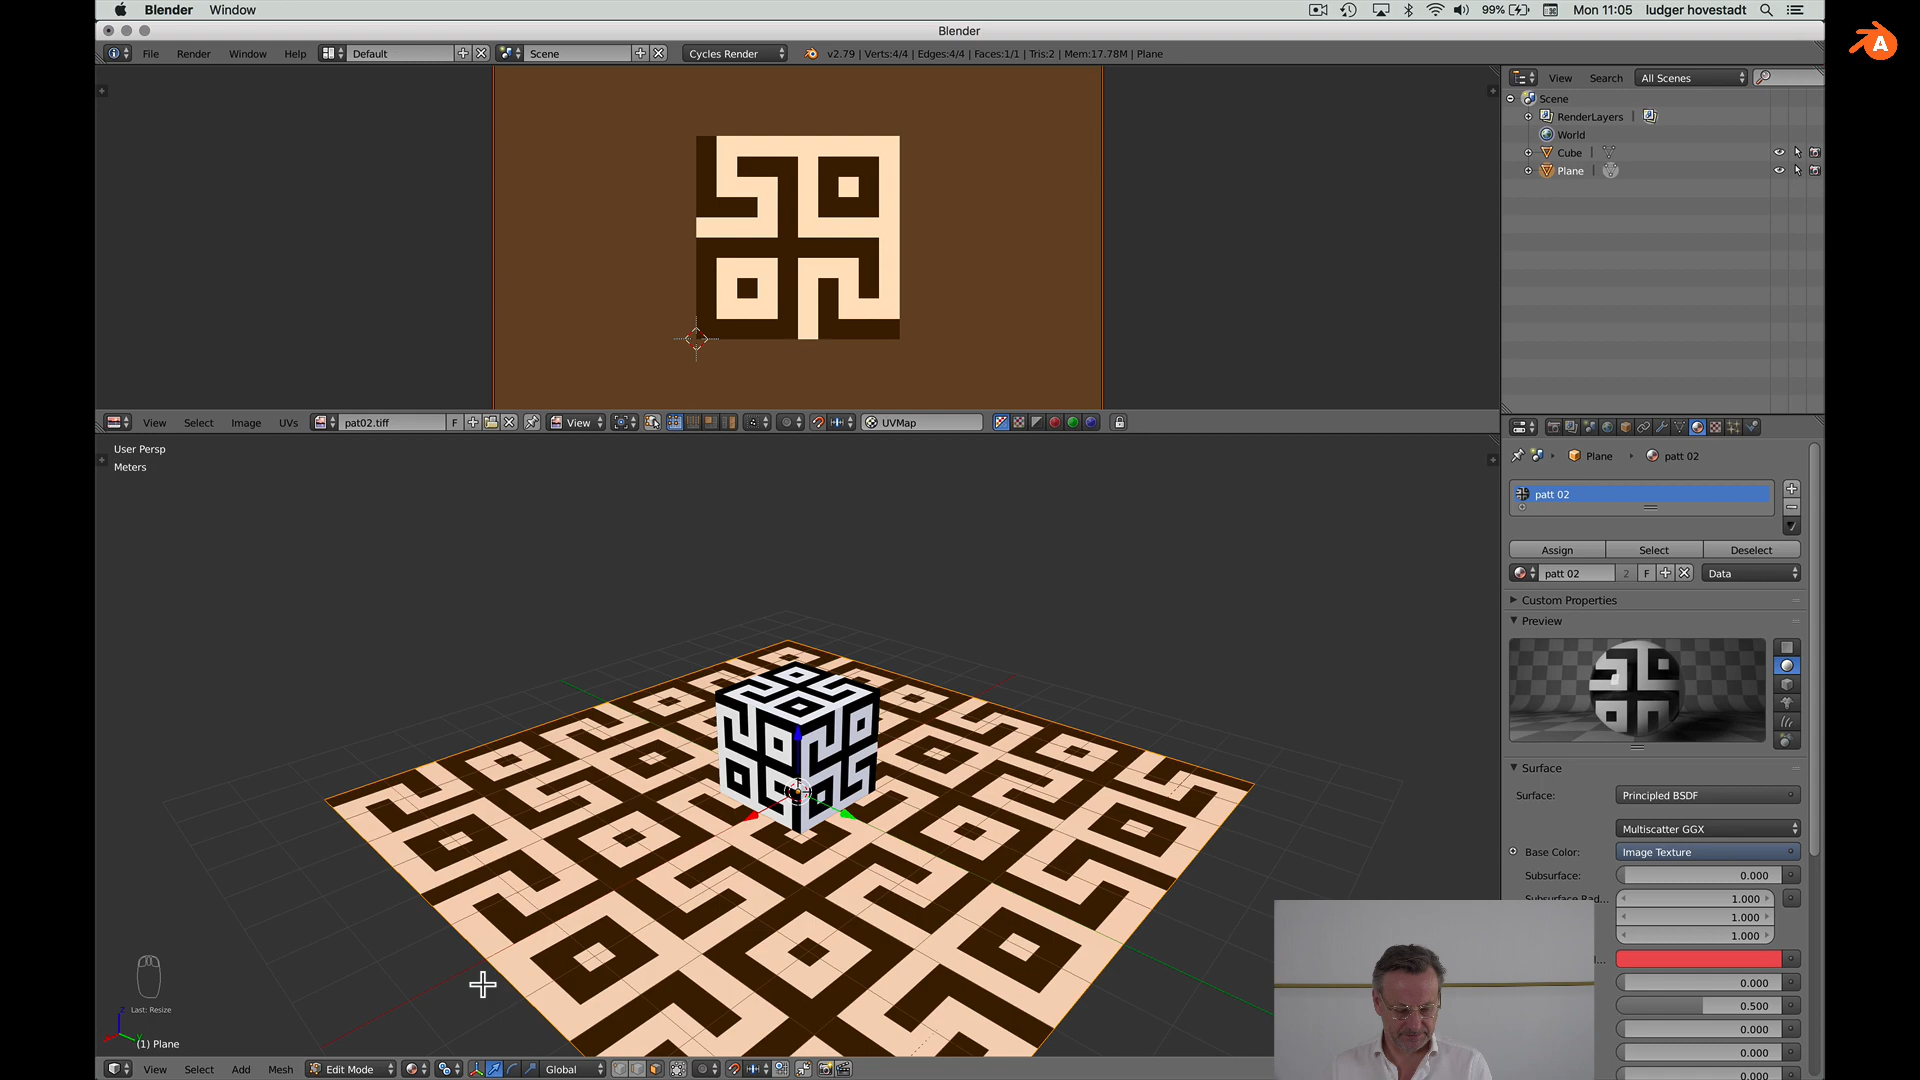 Blender Window 99% Mon 11:05 ludger hovestadt
Blender
File Render Window Help Default Scene Cycles Render v2.79 | Verts:4/4 | Edges:4/4 | Faces:1/1 | Tris:2 | Mem:17.78M | Plane
View Search All Scenes
Scene
RenderLayers
World
Cube
Plane
View Select Image UVs pat02.tiff F View UVMap
User Persp
Meters
Plane patt 02
patt 02
Assign Select Deselect
patt 02 2 F Data
Custom Properties
Preview
Surface
Surface: Principled BSDF
Multiscatter GGX
Base Color: Image Texture
Subsurface: 0.000
Subsurface Rad... 1.000
1.000
1.000
0.000
0.500
0.000
0.000
0.000
Last: Resize
(1) Plane
View Select Add Mesh Edit Mode Global